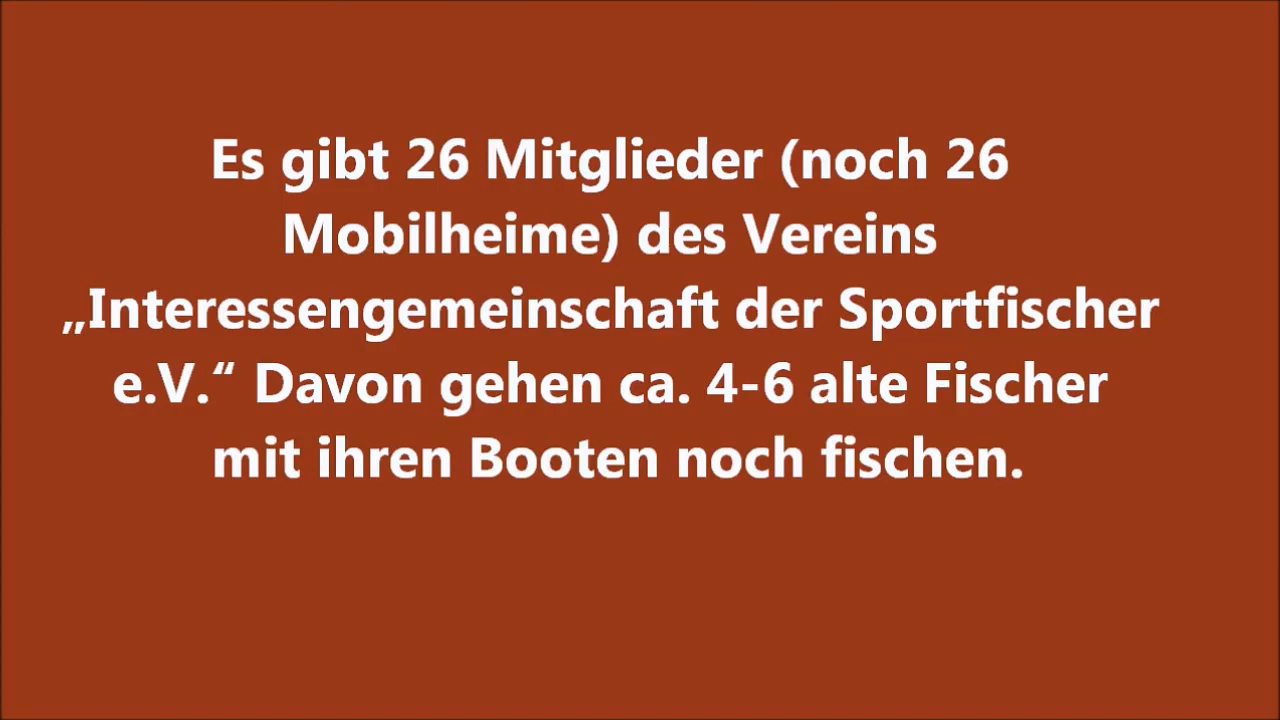 Es gibt 26 Mitglieder (noch 26
Mobilheime) des Vereins
„Interessengemeinschaft der Sportfischer
e.V.“ Davon gehen ca. 4-6 alte Fischer
mit ihren Booten noch fischen.